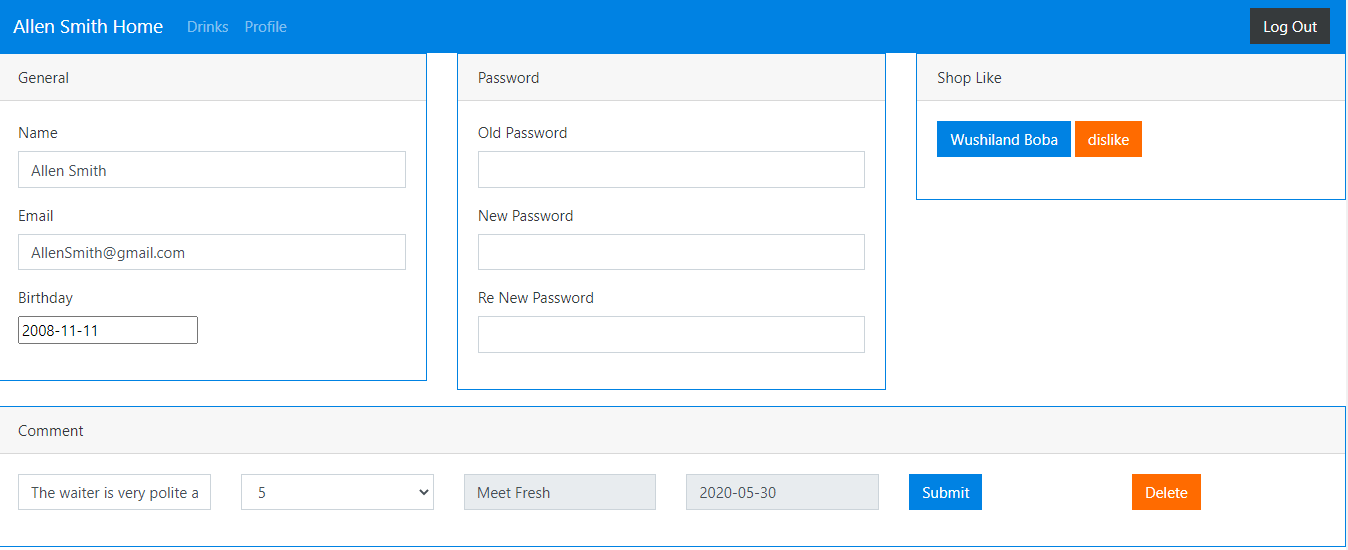 Allen Smith Home Drinks Profile Log Out
General
Name
Allen Smith
Email
AllenSmith@gmail.com
Birthday
2008-11-11
Password
Old Password
New Password
Re New Password
Shop Like
Wushiland Boba dislike
Comment
The waiter is very polite a 5 Meet Fresh 2020-05-30 Submit Delete